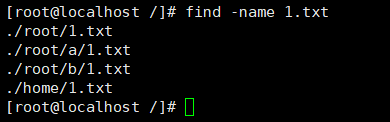 [root@localhost /]# find -name 1.txt
./root/1.txt
./root/a/1.txt
./root/b/1.txt
./home/1.txt
[root@localhost /]#